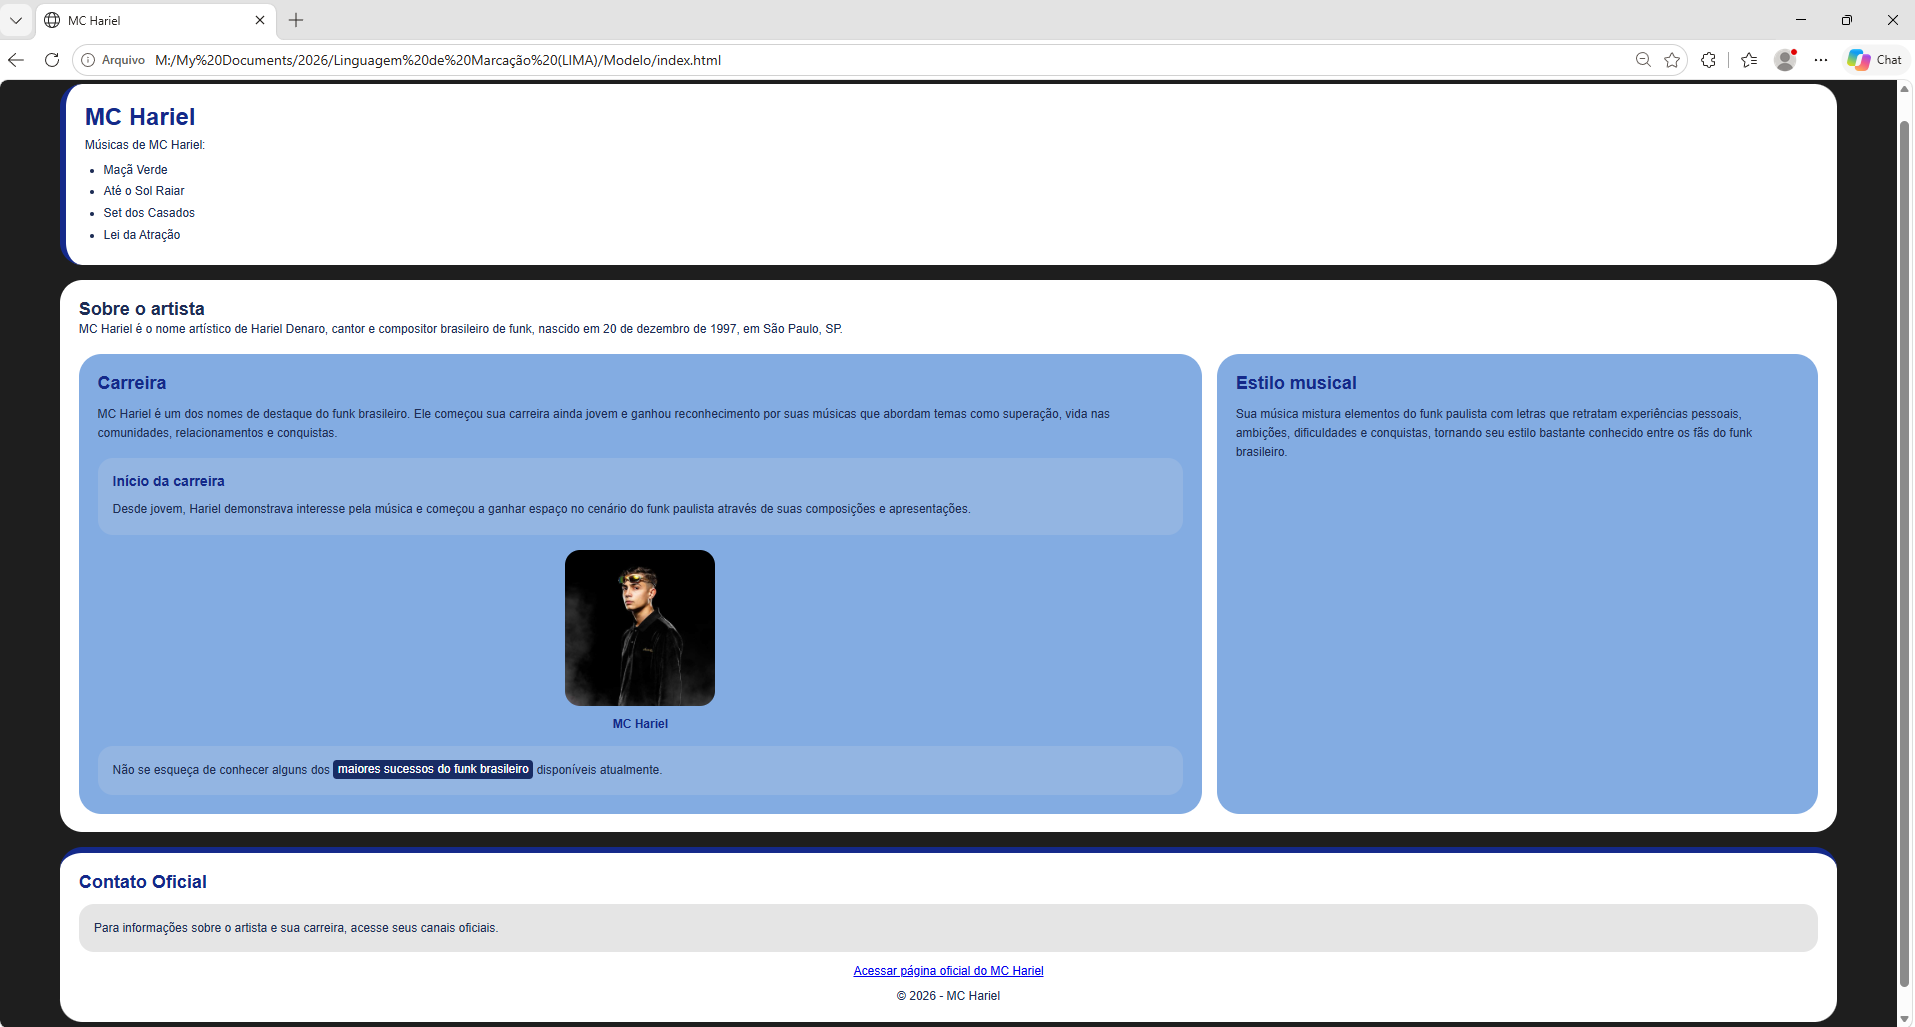 MC Hariel
Arquivo M:/My%20Documents/2026/Linguagem%20de%20Marcação%20(LIMA)/Modelo/index.html
Chat
MC Hariel
Músicas de MC Hariel:
Maçã Verde
Até o Sol Raiar
Set dos Casados
Lei da Atração
Sobre o artista
MC Hariel é o nome artístico de Hariel Denaro, cantor e compositor brasileiro de funk, nascido em 20 de dezembro de 1997, em São Paulo, SP.
Carreira
MC Hariel é um dos nomes de destaque do funk brasileiro. Ele começou sua carreira ainda jovem e ganhou reconhecimento por suas músicas que abordam temas como superação, vida nas
comunidades, relacionamentos e conquistas.
Início da carreira
Desde jovem, Hariel demonstrava interesse pela música e começou a ganhar espaço no cenário do funk paulista através de suas composições e apresentações.
MC Hariel
Não se esqueça de conhecer alguns dos maiores sucessos do funk brasileiro disponíveis atualmente.
Estilo musical
Sua música mistura elementos do funk paulista com letras que retratam experiências pessoais,
ambições, dificuldades e conquistas, tornando seu estilo bastante conhecido entre os fãs do funk
brasileiro.
Contato Oficial
Para informações sobre o artista e sua carreira, acesse seus canais oficiais.
Acessar página oficial do MC Hariel
© 2026 - MC Hariel